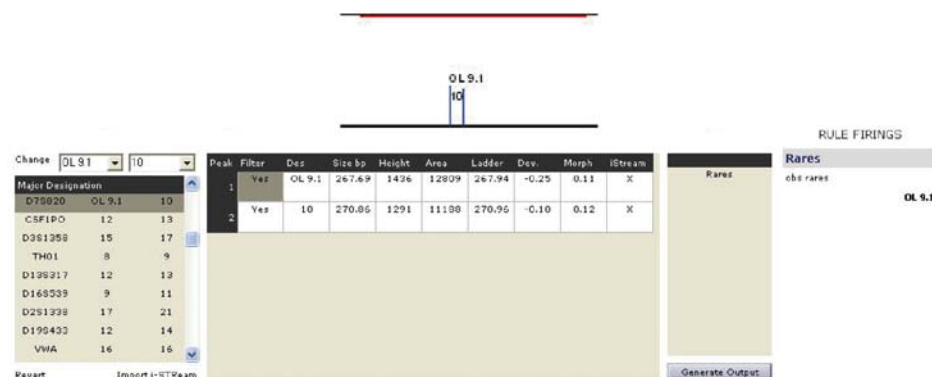 OL 9.1
10
RULE FIRINGS
Change OL 9.1 10
Major Designation
D7S820 OL 9.1 10
CSF1PO 12 13
D3S1358 15 17
TH01 8 9
D13S317 12 13
D16S539 9 11
D2S1338 17 21
D19S433 12 14
VWA 16 16
Revert Import i-STReam
Peak Filter Des Size bp Height Area Ladder Dev. Morph iStream
1 Yes OL 9.1 267.69 1436 12809 267.94 -0.25 0.11 X
2 Yes 10 270.86 1291 11188 270.96 -0.10 0.12 X
Rares
Generate Output
Rares
obs rares
OL 9.1